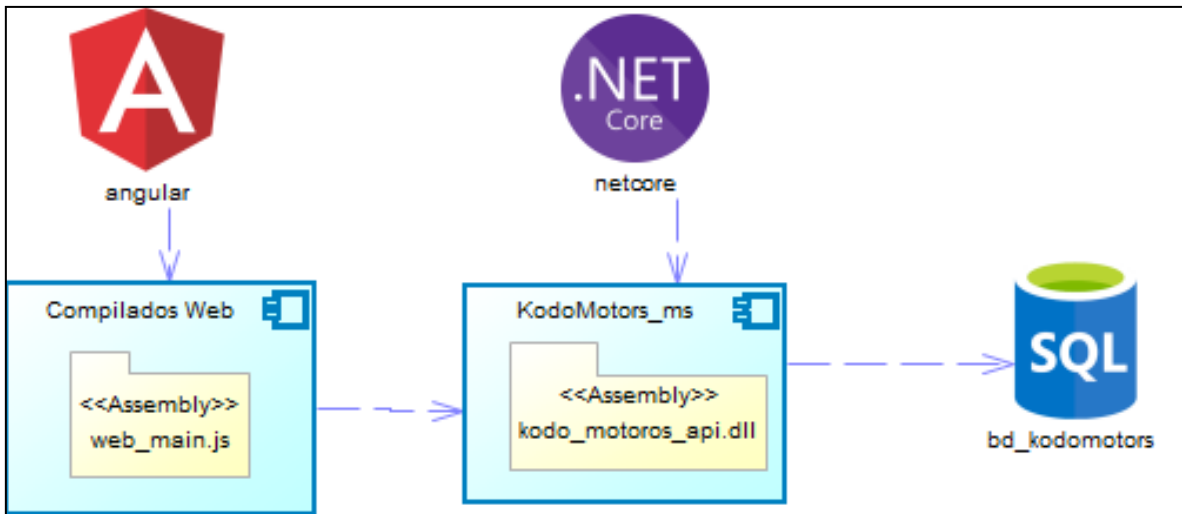 A
angular
.NET
Core
netcore
Compilados Web
<<Assembly>>
web_main.js
KodoMotors_ms
<<Assembly>>
kodo_motoros_api.dll
SQL
bd_kodomotors